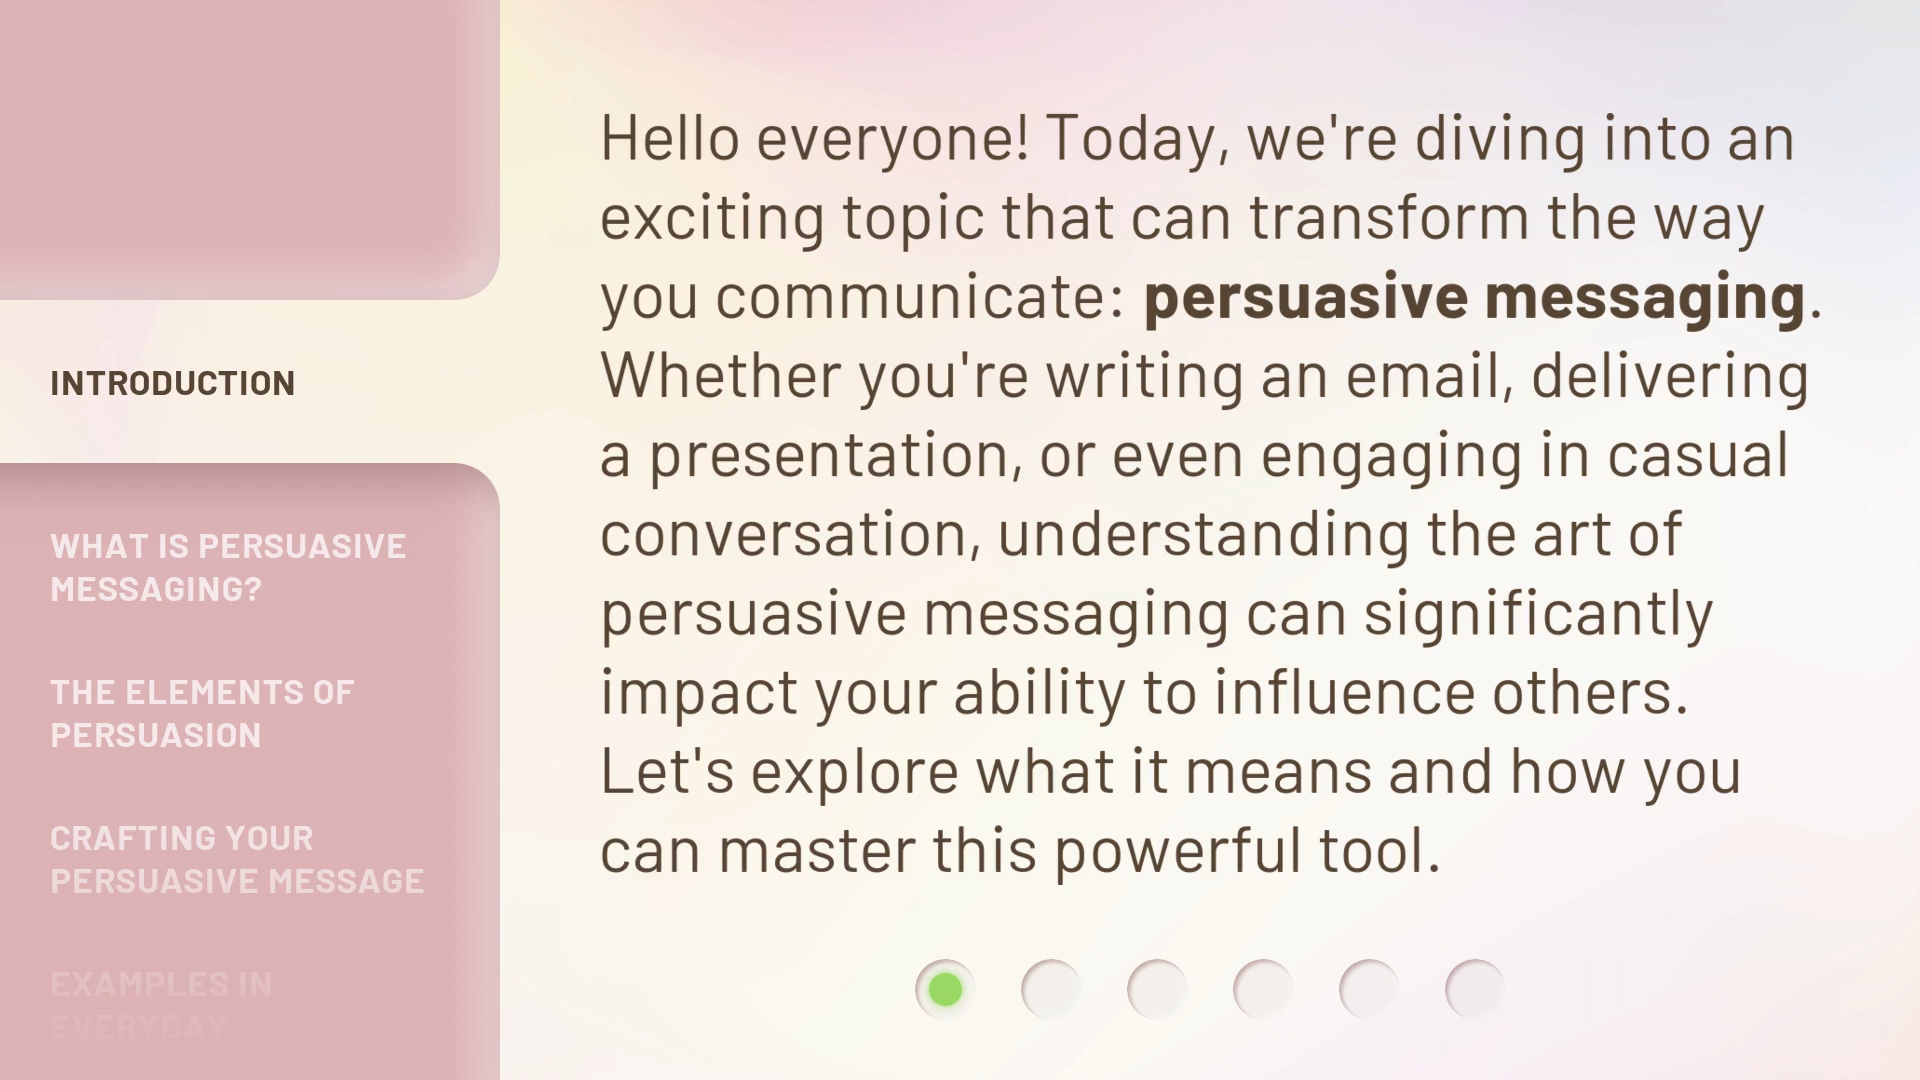 INTRODUCTION
WHAT IS PERSUASIVE
MESSAGING?
THE ELEMENTS OF
PERSUASION
CRAFTING YOUR
PERSUASIVE MESSAGE
EXAMPLES IN
EVERYDAY
Hello everyone! Today, we're diving into an
exciting topic that can transform the way
you communicate: persuasive messaging.
Whether you're writing an email, delivering
a presentation, or even engaging in casual
conversation, understanding the art of
persuasive messaging can significantly
impact your ability to influence others.
Let's explore what it means and how you
can master this powerful tool.